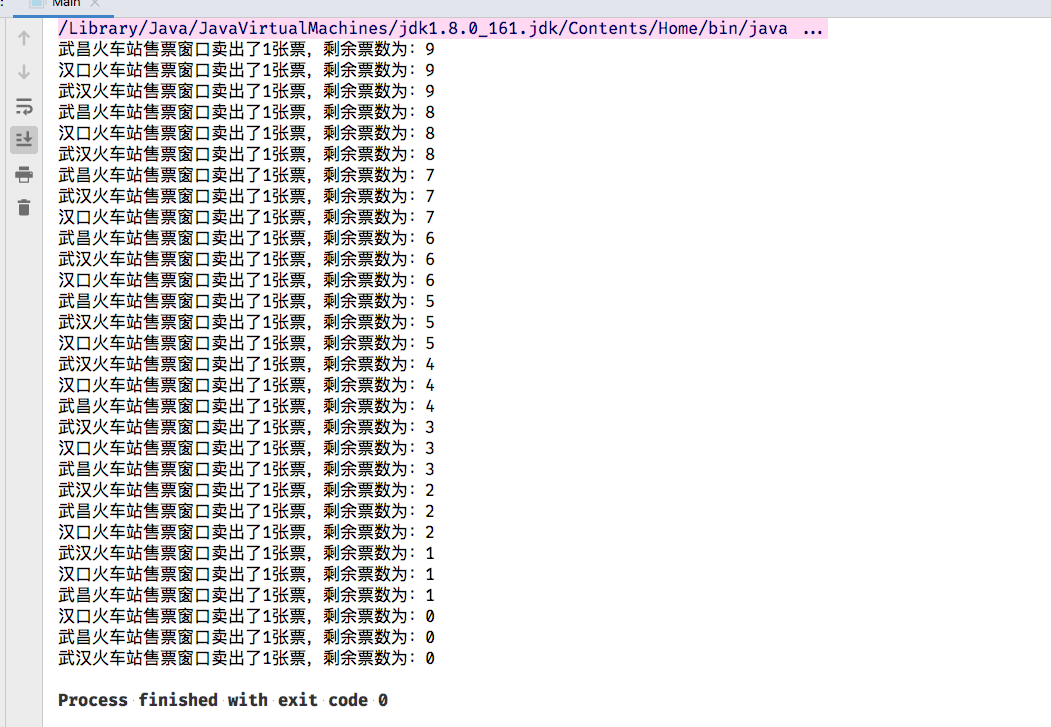 Main
/Library/Java/JavaVirtualMachines/jdk1.8.0_161.jdk/Contents/Home/bin/java ...
武昌火车站售票窗口卖出了1张票，剩余票数为：9
汉口火车站售票窗口卖出了1张票，剩余票数为：9
武汉火车站售票窗口卖出了1张票，剩余票数为：9
武昌火车站售票窗口卖出了1张票，剩余票数为：8
汉口火车站售票窗口卖出了1张票，剩余票数为：8
武汉火车站售票窗口卖出了1张票，剩余票数为：8
武昌火车站售票窗口卖出了1张票，剩余票数为：7
武汉火车站售票窗口卖出了1张票，剩余票数为：7
汉口火车站售票窗口卖出了1张票，剩余票数为：7
武昌火车站售票窗口卖出了1张票，剩余票数为：6
武汉火车站售票窗口卖出了1张票，剩余票数为：6
汉口火车站售票窗口卖出了1张票，剩余票数为：6
武昌火车站售票窗口卖出了1张票，剩余票数为：5
武汉火车站售票窗口卖出了1张票，剩余票数为：5
汉口火车站售票窗口卖出了1张票，剩余票数为：5
武汉火车站售票窗口卖出了1张票，剩余票数为：4
汉口火车站售票窗口卖出了1张票，剩余票数为：4
武昌火车站售票窗口卖出了1张票，剩余票数为：4
武汉火车站售票窗口卖出了1张票，剩余票数为：3
汉口火车站售票窗口卖出了1张票，剩余票数为：3
武昌火车站售票窗口卖出了1张票，剩余票数为：3
武汉火车站售票窗口卖出了1张票，剩余票数为：2
武昌火车站售票窗口卖出了1张票，剩余票数为：2
汉口火车站售票窗口卖出了1张票，剩余票数为：2
武汉火车站售票窗口卖出了1张票，剩余票数为：1
汉口火车站售票窗口卖出了1张票，剩余票数为：1
武昌火车站售票窗口卖出了1张票，剩余票数为：1
汉口火车站售票窗口卖出了1张票，剩余票数为：0
武昌火车站售票窗口卖出了1张票，剩余票数为：0
武汉火车站售票窗口卖出了1张票，剩余票数为：0
Process finished with exit code 0